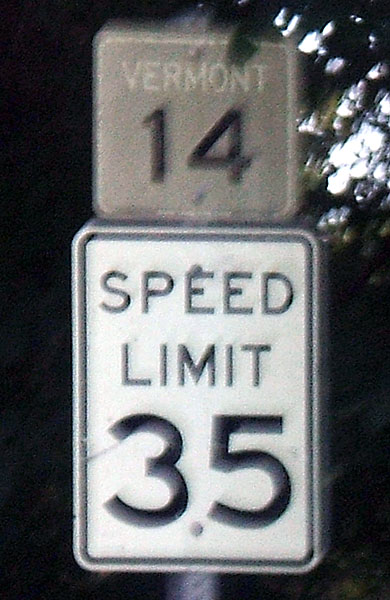 VERMONT
14
SPEED
LIMIT
35